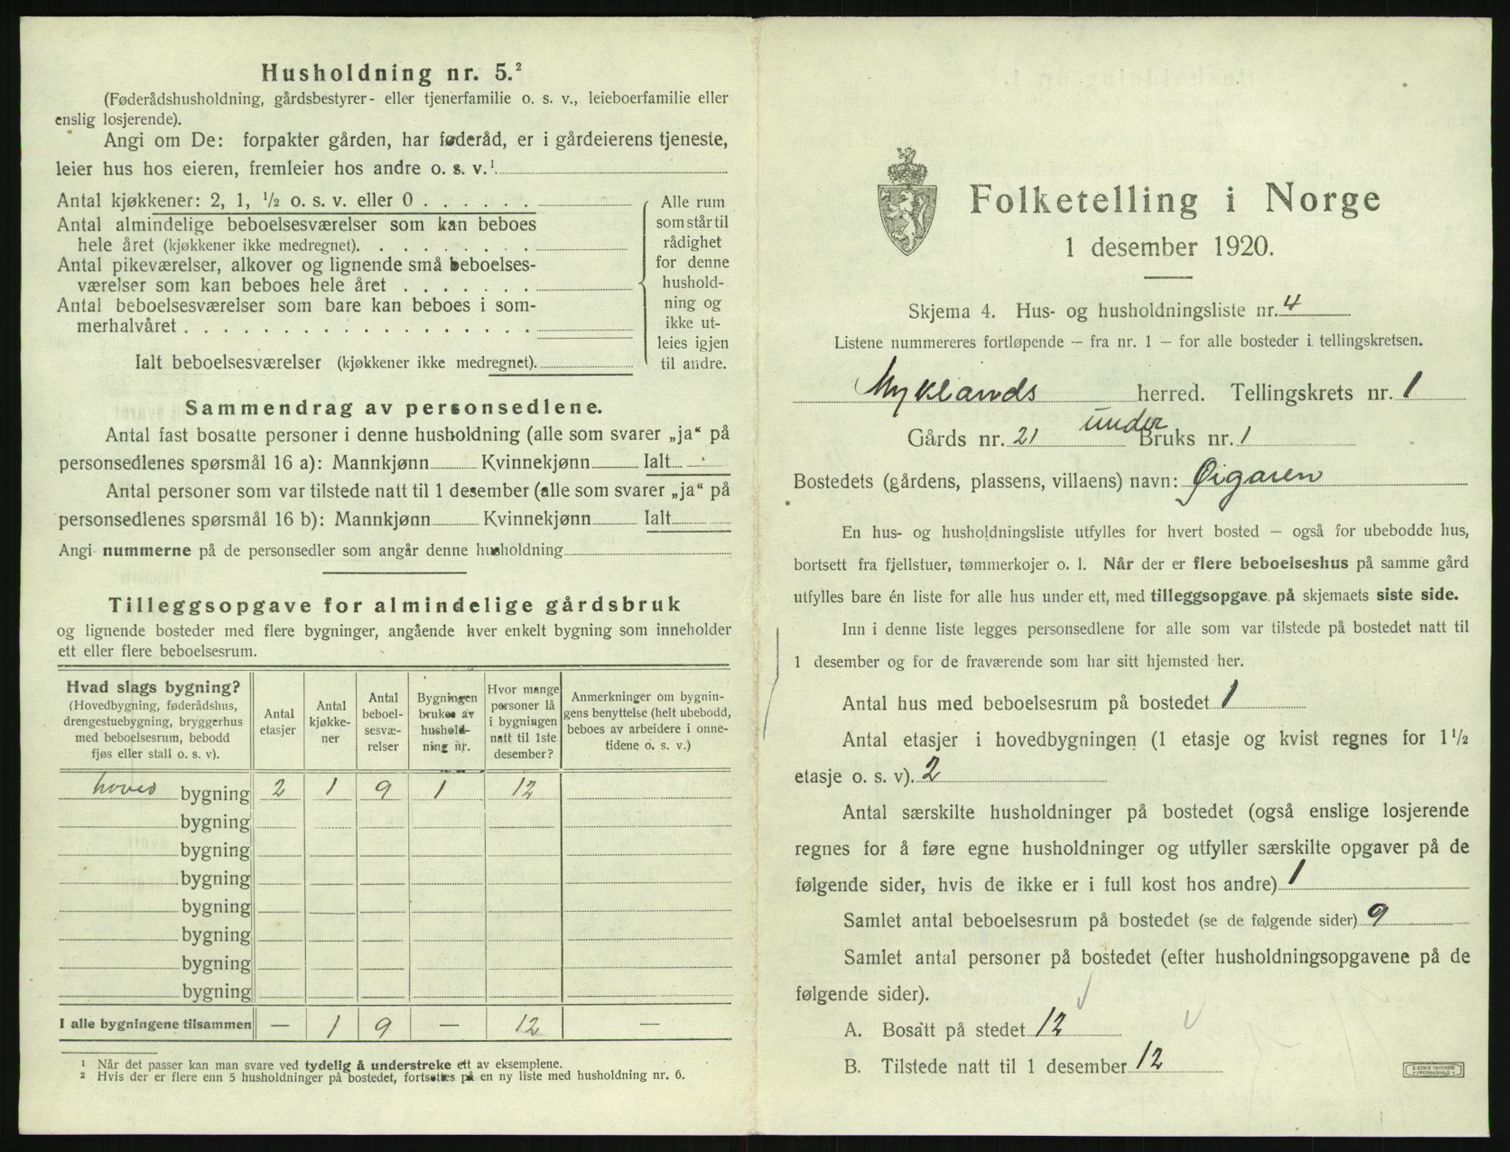 Husholdning nr. 5.²
(Føderådshusholdning, gårdsbestyrer- eller tjenerfamilie o. s. v., leieboerfamilie eller
enslig losjerende).
Angi om De: forpakter gården, har føderåd, er i gårdeierens tjeneste,
leier hus hos eieren, fremleier hos andre o. s. v.¹
Antal kjøkkener: 2, 1, ½ o. s. v. eller 0 . . . . . .
Antal almindelige beboelsesværelser som kan beboes
hele året (kjøkkener ikke medregnet). . . . . . . . .
Antal pikeværelser, alkover og lignende små beboelses-
værelser som kan beboes hele året . . . . . . .
Antal beboelsesværelser som bare kan beboes i som-
merhalvåret . . . . . . . . . . . . . . . . . .
Ialt beboelsesværelser (kjøkkener ikke medregnet).
Alle rum
som står til
rådighet
for denne
hushold-
ning og
ikke ut-
leies igjen
til andre.
Sammendrag av personsedlene.
Antal fast bosatte personer i denne husholdning (alle som svarer „ja“ på
personsedlenes spørsmål 16 a): Mannkjønn Kvinnekjønn Ialt
Antal personer som var tilstede natt til 1 desember (alle som svarer „ja“ på
personsedlenes spørsmål 16 b): Mannkjønn Kvinnekjønn Ialt
Angi nummerne på de personsedler som angår denne husholdning
Tilleggsopgave for almindelige gårdsbruk
og lignende bosteder med flere bygninger, angående hver enkelt bygning som inneholder
ett eller flere beboelsesrum.
Hvad slags bygning?
(Hovedbygning, føderådshus,
drengestuebygning, bryggerhus
med beboelsesrum, bebodd
fjøs eller stall o. s. v).
Antal
etasjer
Antal
kjøkke-
ner
Antal
beboel-
sesvæ-
relser
Bygningen
brukes av
hushold-
ning nr.
Hvor mange
personer lå
i bygningen
natt til 1ste
desember?
Anmerkninger om bygnin-
gens benyttelse (helt ubebodd,
beboes av arbeidere i onne-
tidene o. s. v.)
hoved bygning 2 1 9 1 12
bygning
bygning
bygning
bygning
bygning
bygning
bygning
I alle bygningene tilsammen — 1 9 — 12 —
¹ Når det passer kan man svare ved tydelig å understreke ett av eksemplene.
² Hvis der er flere enn 5 husholdninger på bostedet, fortsettes på en ny liste med husholdning nr. 6.
Folketelling i Norge
1 desember 1920.
Skjema 4. Hus- og husholdningsliste nr. 4
Listene nummereres fortløpende – fra nr. 1 – for alle bosteder i tellingskretsen.
Myklands herred. Tellingskrets nr. 1
under
Gårds nr. 21 Bruks nr. 1
Bostedets (gårdens, plassens, villaens) navn: Øigaren
En hus- og husholdningsliste utfylles for hvert bosted – også for ubebodde hus,
bortsett fra fjellstuer, tømmerkojer o. l. Når der er flere beboelseshus på samme gård
utfylles bare én liste for alle hus under ett, med tilleggsopgave på skjemaets siste side.
Inn i denne liste legges personsedlene for alle som var tilstede på bostedet natt til
1 desember og for de fraværende som har sitt hjemsted her.
Antal hus med beboelsesrum på bostedet 1
Antal etasjer i hovedbygningen (1 etasje og kvist regnes for 1½
etasje o. s. v). 2
Antal særskilte husholdninger på bostedet (også enslige losjerende
regnes for å føre egne husholdninger og utfyller særskilte opgaver på de
følgende sider, hvis de ikke er i full kost hos andre) 1
Samlet antal beboelsesrum på bostedet (se de følgende sider) 9
Samlet antal personer på bostedet (efter husholdningsopgavene på de
følgende sider).
A. Bosatt på stedet 12
B. Tilstede natt til 1 desember 12